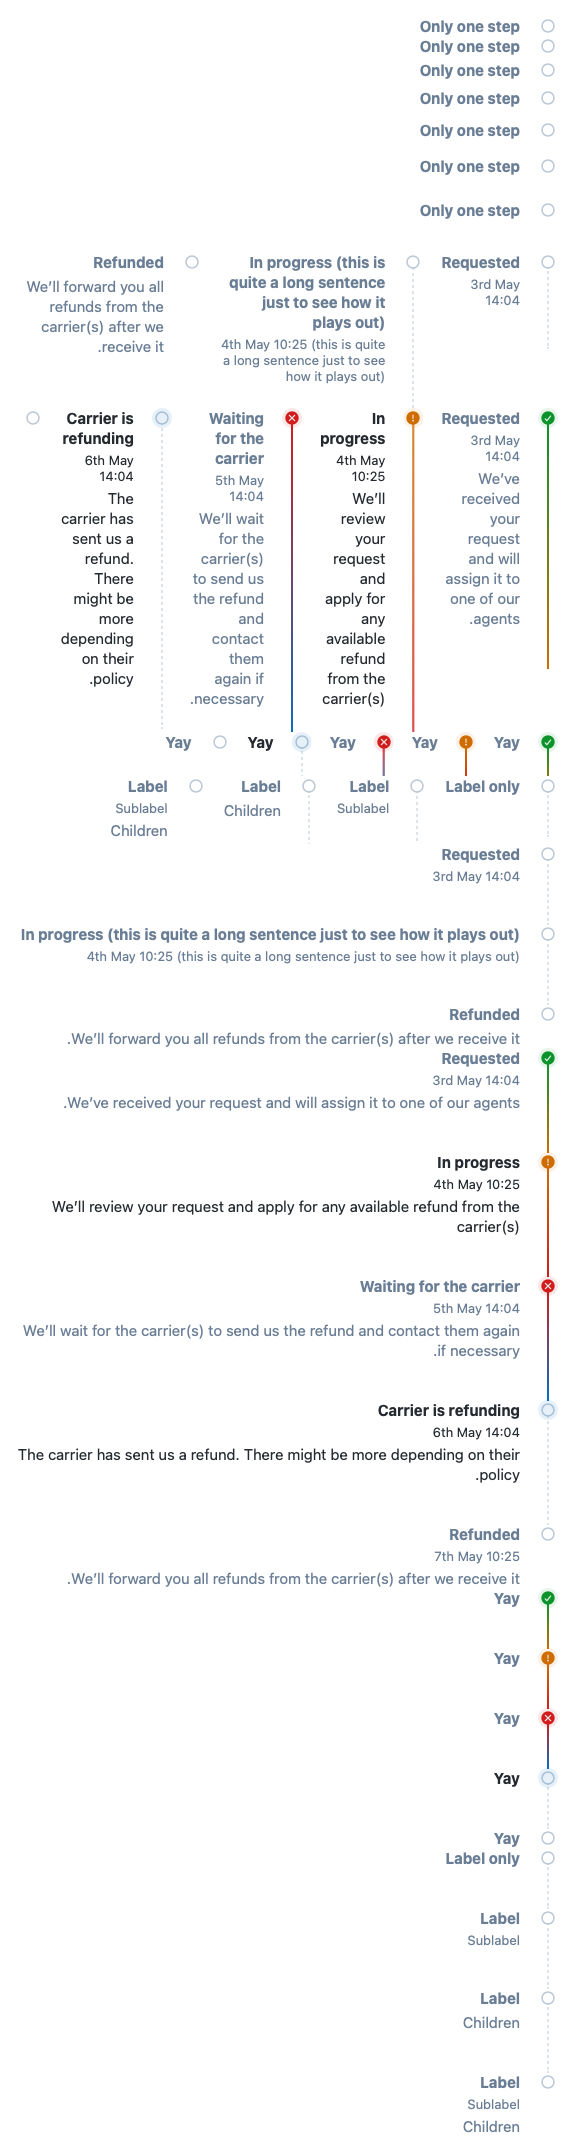 Only one step
Only one step
Only one step
Only one step
Only one step
Only one step
Only one step
Requested
3rd May
14:04
In progress (this is
quite a long sentence
just to see how it
plays out)
4th May 10:25 (this is quite
a long sentence just to see
how it plays out)
Refunded
We’ll forward you all
refunds from the
carrier(s) after we
.receive it
Requested
3rd May
14:04
We’ve
received
your
request
and will
assign it to
one of our
.agents
In
progress
4th May
10:25
We’ll
review
your
request
and
apply for
any
available
refund
from the
carrier(s)
Waiting
for the
carrier
5th May
14:04
We’ll wait
for the
carrier(s)
to send us
the refund
and
contact
them
again if
.necessary
Carrier is
refunding
6th May
14:04
The
carrier has
sent us a
refund.
There
might be
more
depending
on their
.policy
Yay
Yay
Yay
Yay
Yay
Label only
Label
Sublabel
Label
Children
Label
Sublabel
Children
Requested
3rd May 14:04
In progress (this is quite a long sentence just to see how it plays out)
4th May 10:25 (this is quite a long sentence just to see how it plays out)
Refunded
.We’ll forward you all refunds from the carrier(s) after we receive it
Requested
3rd May 14:04
.We’ve received your request and will assign it to one of our agents
In progress
4th May 10:25
We’ll review your request and apply for any available refund from the
carrier(s)
Waiting for the carrier
5th May 14:04
We’ll wait for the carrier(s) to send us the refund and contact them again
.if necessary
Carrier is refunding
6th May 14:04
The carrier has sent us a refund. There might be more depending on their
.policy
Refunded
7th May 10:25
.We’ll forward you all refunds from the carrier(s) after we receive it
Yay
Yay
Yay
Yay
Yay
Label only
Label
Sublabel
Label
Children
Label
Sublabel
Children